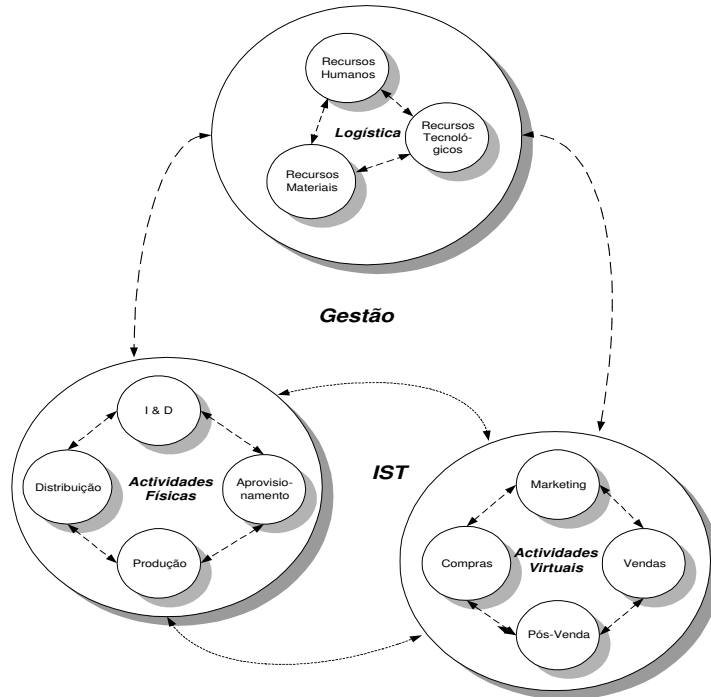 Recursos
Humanos
Logística
Recursos
Tecnoló-
gicos
Recursos
Materiais
Gestão
I & D
Distribuição
Actividades
Físicas
Aprovisio-
namento
Produção
IST
Marketing
Compras
Actividades
Virtuais
Vendas
Pós-Venda